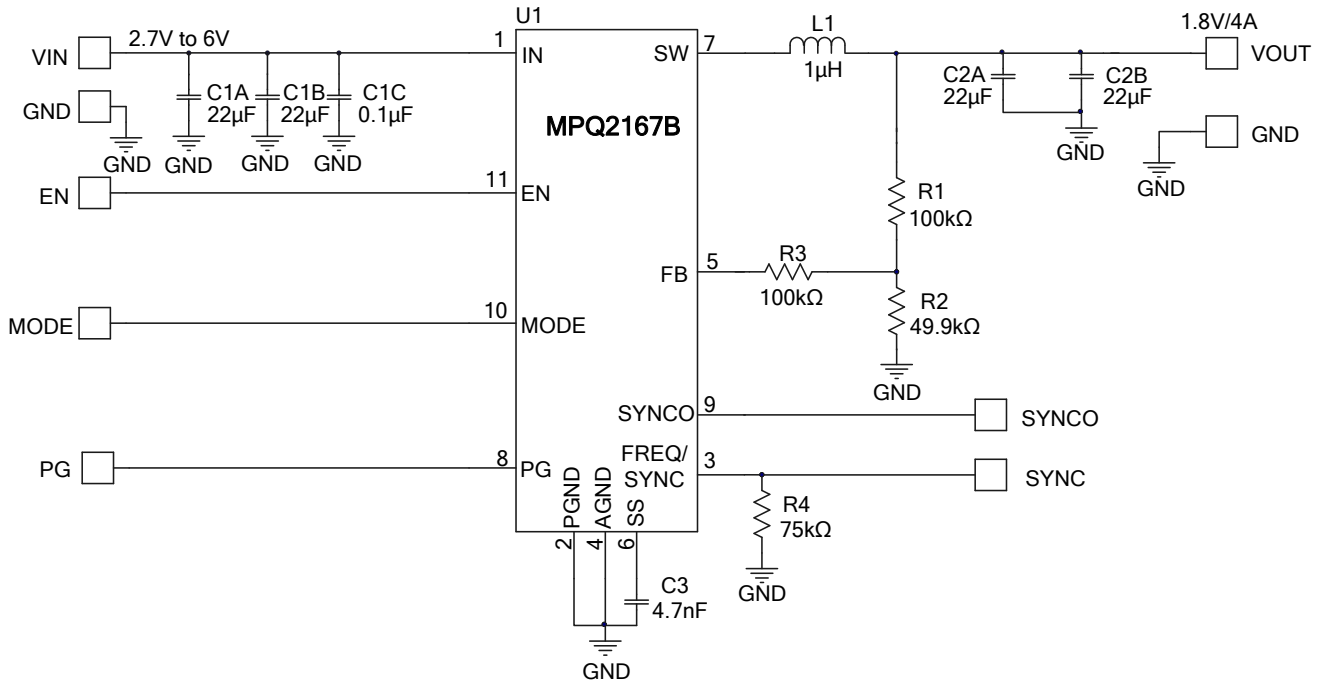 U1
VIN
2.7V to 6V
1
IN
C1A
22µF
C1B
22µF
C1C
0.1µF
GND
GND
GND
GND
GND
EN
11
EN
MODE
10
MODE
PG
8
PG
MPQ2167B
SW
7
L1
1µH
1.8V/4A
VOUT
C2A
22µF
C2B
22µF
GND
GND
GND
R1
100kΩ
FB
5
R3
100kΩ
R2
49.9kΩ
GND
SYNCO
9
SYNCO
FREQ/
SYNC
3
SYNC
R4
75kΩ
GND
PGND
AGND
SS
2
4
6
C3
4.7nF
GND